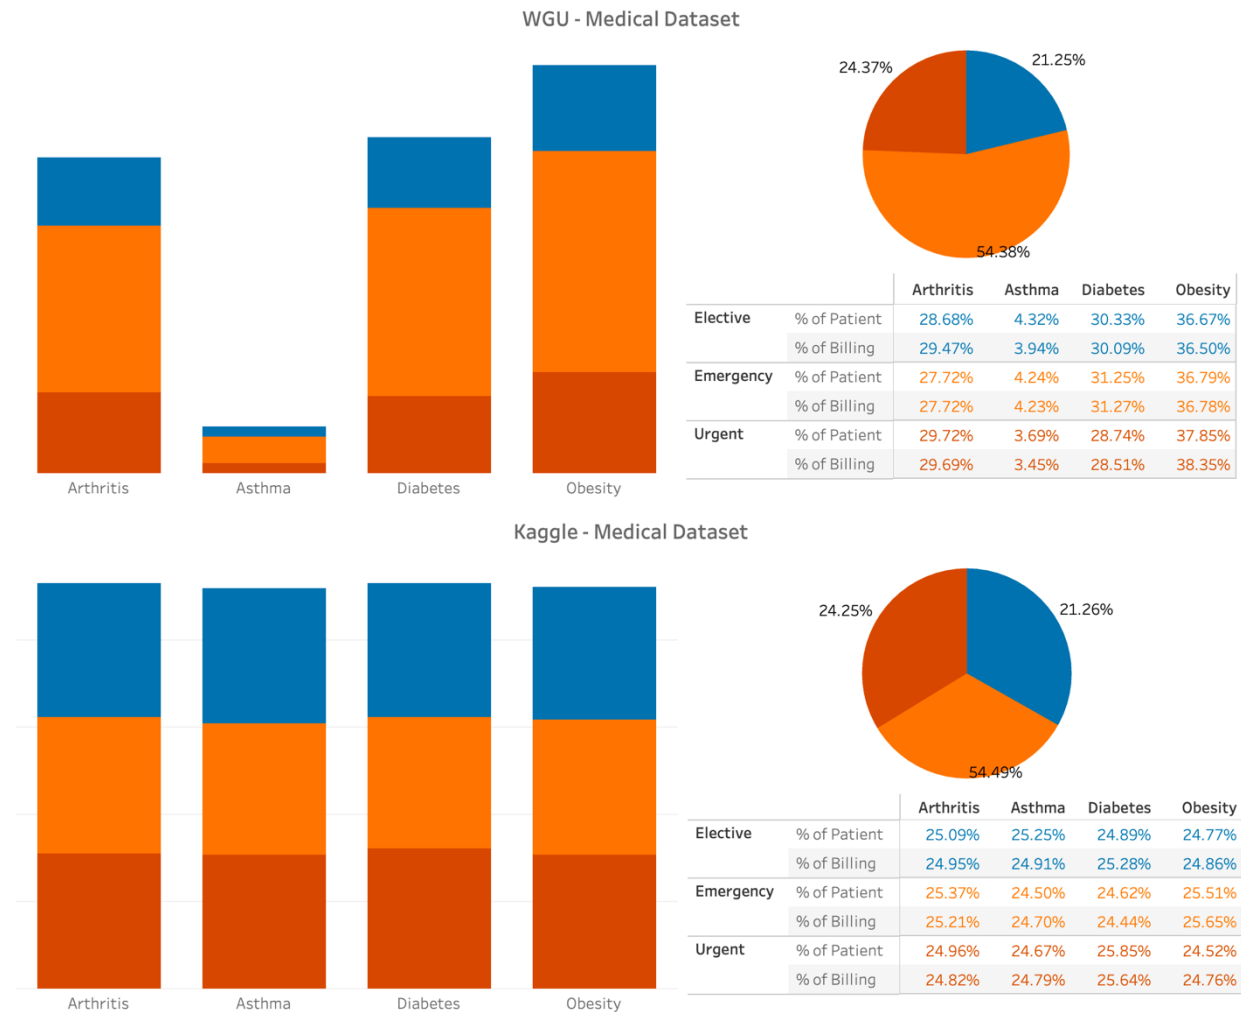 WGU - Medical Dataset
24.37%
21.25%
54.38%
Arthritis Asthma Diabetes Obesity
Elective % of Patient 28.68% 4.32% 30.33% 36.67%
% of Billing 29.47% 3.94% 30.09% 36.50%
Emergency % of Patient 27.72% 4.24% 31.25% 36.79%
% of Billing 27.72% 4.23% 31.27% 36.78%
Urgent % of Patient 29.72% 3.69% 28.74% 37.85%
% of Billing 29.69% 3.45% 28.51% 38.35%
Arthritis Asthma Diabetes Obesity
Kaggle - Medical Dataset
24.25%
21.26%
54.49%
Arthritis Asthma Diabetes Obesity
Elective % of Patient 25.09% 25.25% 24.89% 24.77%
% of Billing 24.95% 24.91% 25.28% 24.86%
Emergency % of Patient 25.37% 24.50% 24.62% 25.51%
% of Billing 25.21% 24.70% 24.44% 25.65%
Urgent % of Patient 24.96% 24.67% 25.85% 24.52%
% of Billing 24.82% 24.79% 25.64% 24.76%
Arthritis Asthma Diabetes Obesity